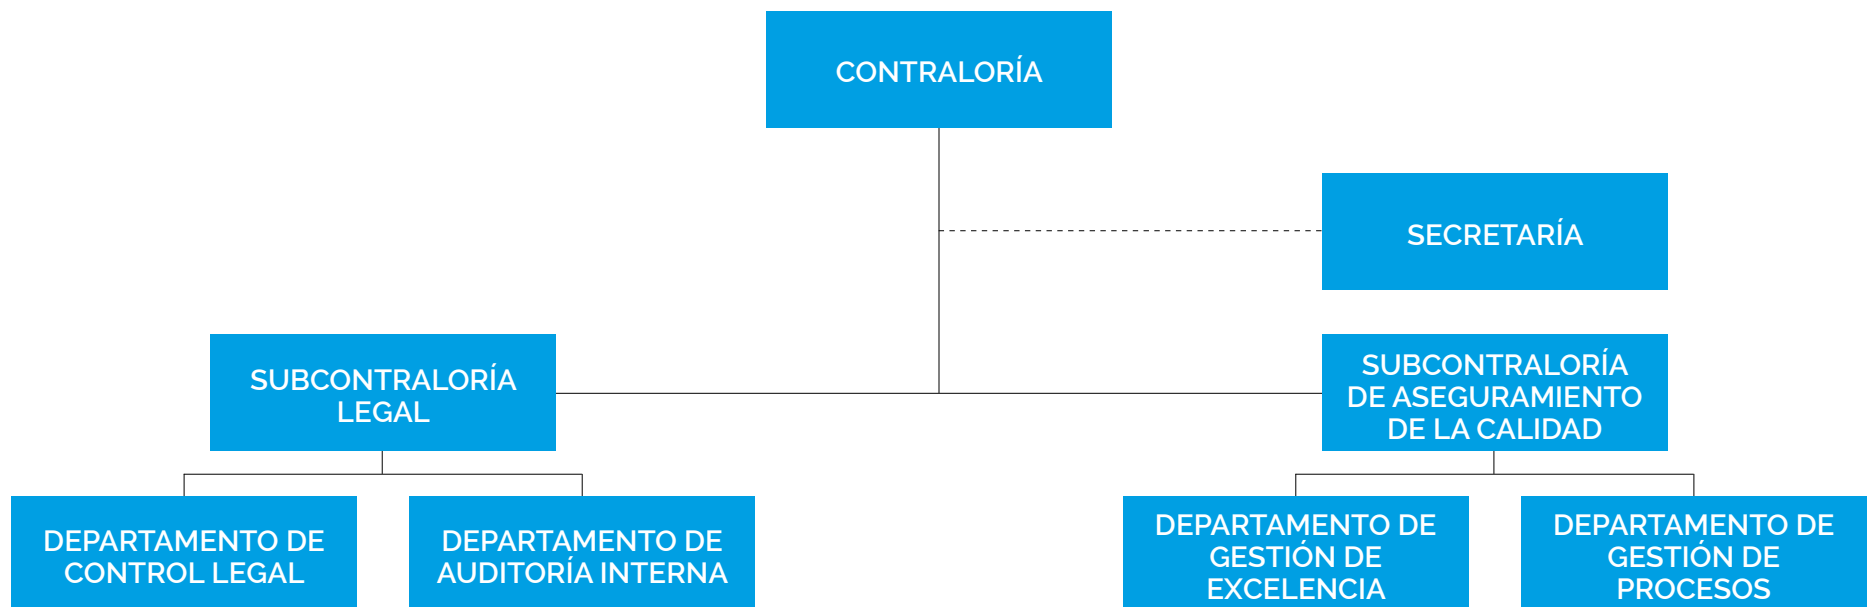 CONTRALORÍA
SECRETARÍA
SUBCONTRALORÍA
LEGAL
SUBCONTRALORÍA
DE ASEGURAMIENTO
DE LA CALIDAD
DEPARTAMENTO DE
CONTROL LEGAL
DEPARTAMENTO DE
AUDITORÍA INTERNA
DEPARTAMENTO DE
GESTIÓN DE
EXCELENCIA
DEPARTAMENTO DE
GESTIÓN DE
PROCESOS